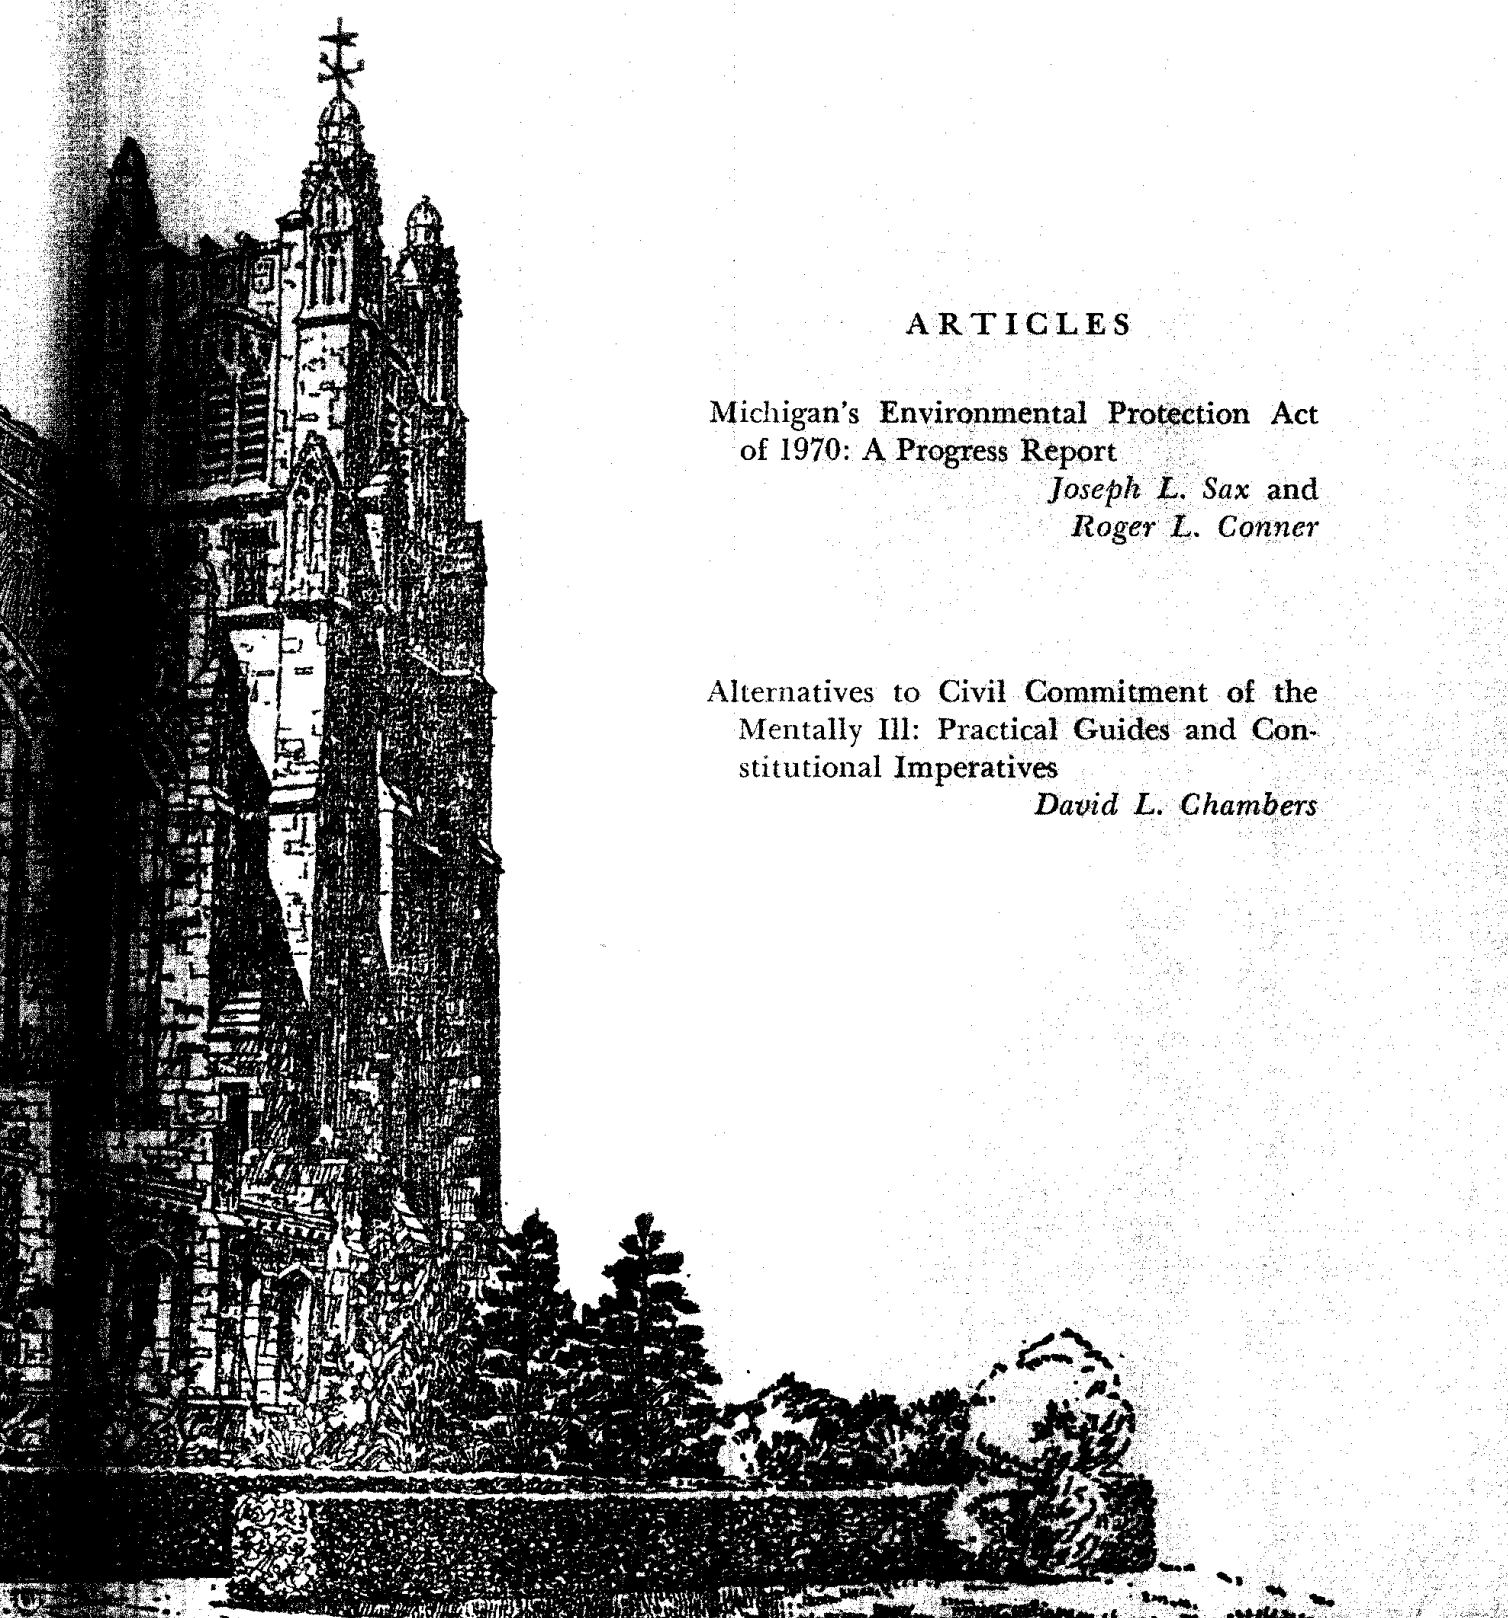 ARTICLES
Michigan's Environmental Protection Act
of 1970: A Progress Report
Joseph L. Sax and
Roger L. Conner
Alternatives to Civil Commitment of the
Mentally Ill: Practical Guides and Con-
stitutional Imperatives
David L. Chambers